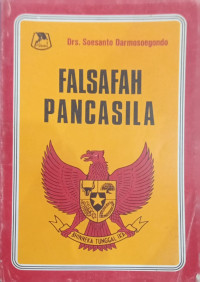 Drs. Soesanto Darmosoegondo
FALSAFAH
PANCASILA
BHINNEKA TUNGGAL IKA